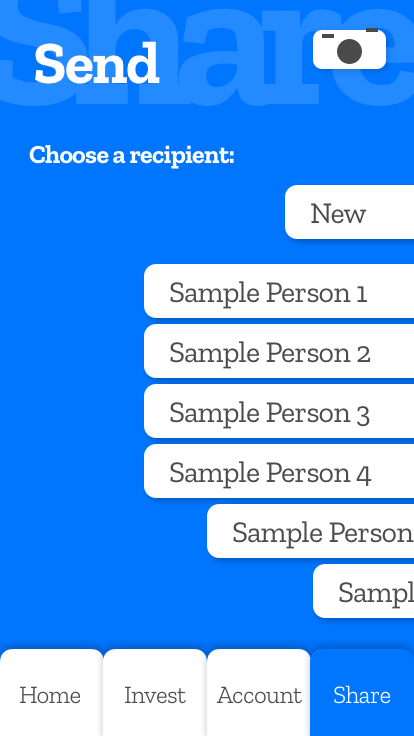 Share
Send
Choose a recipient:
New
Sample Person 1
Sample Person 2
Sample Person 3
Sample Person 4
Sample Person
Sampl
Home
Invest
Account
Share